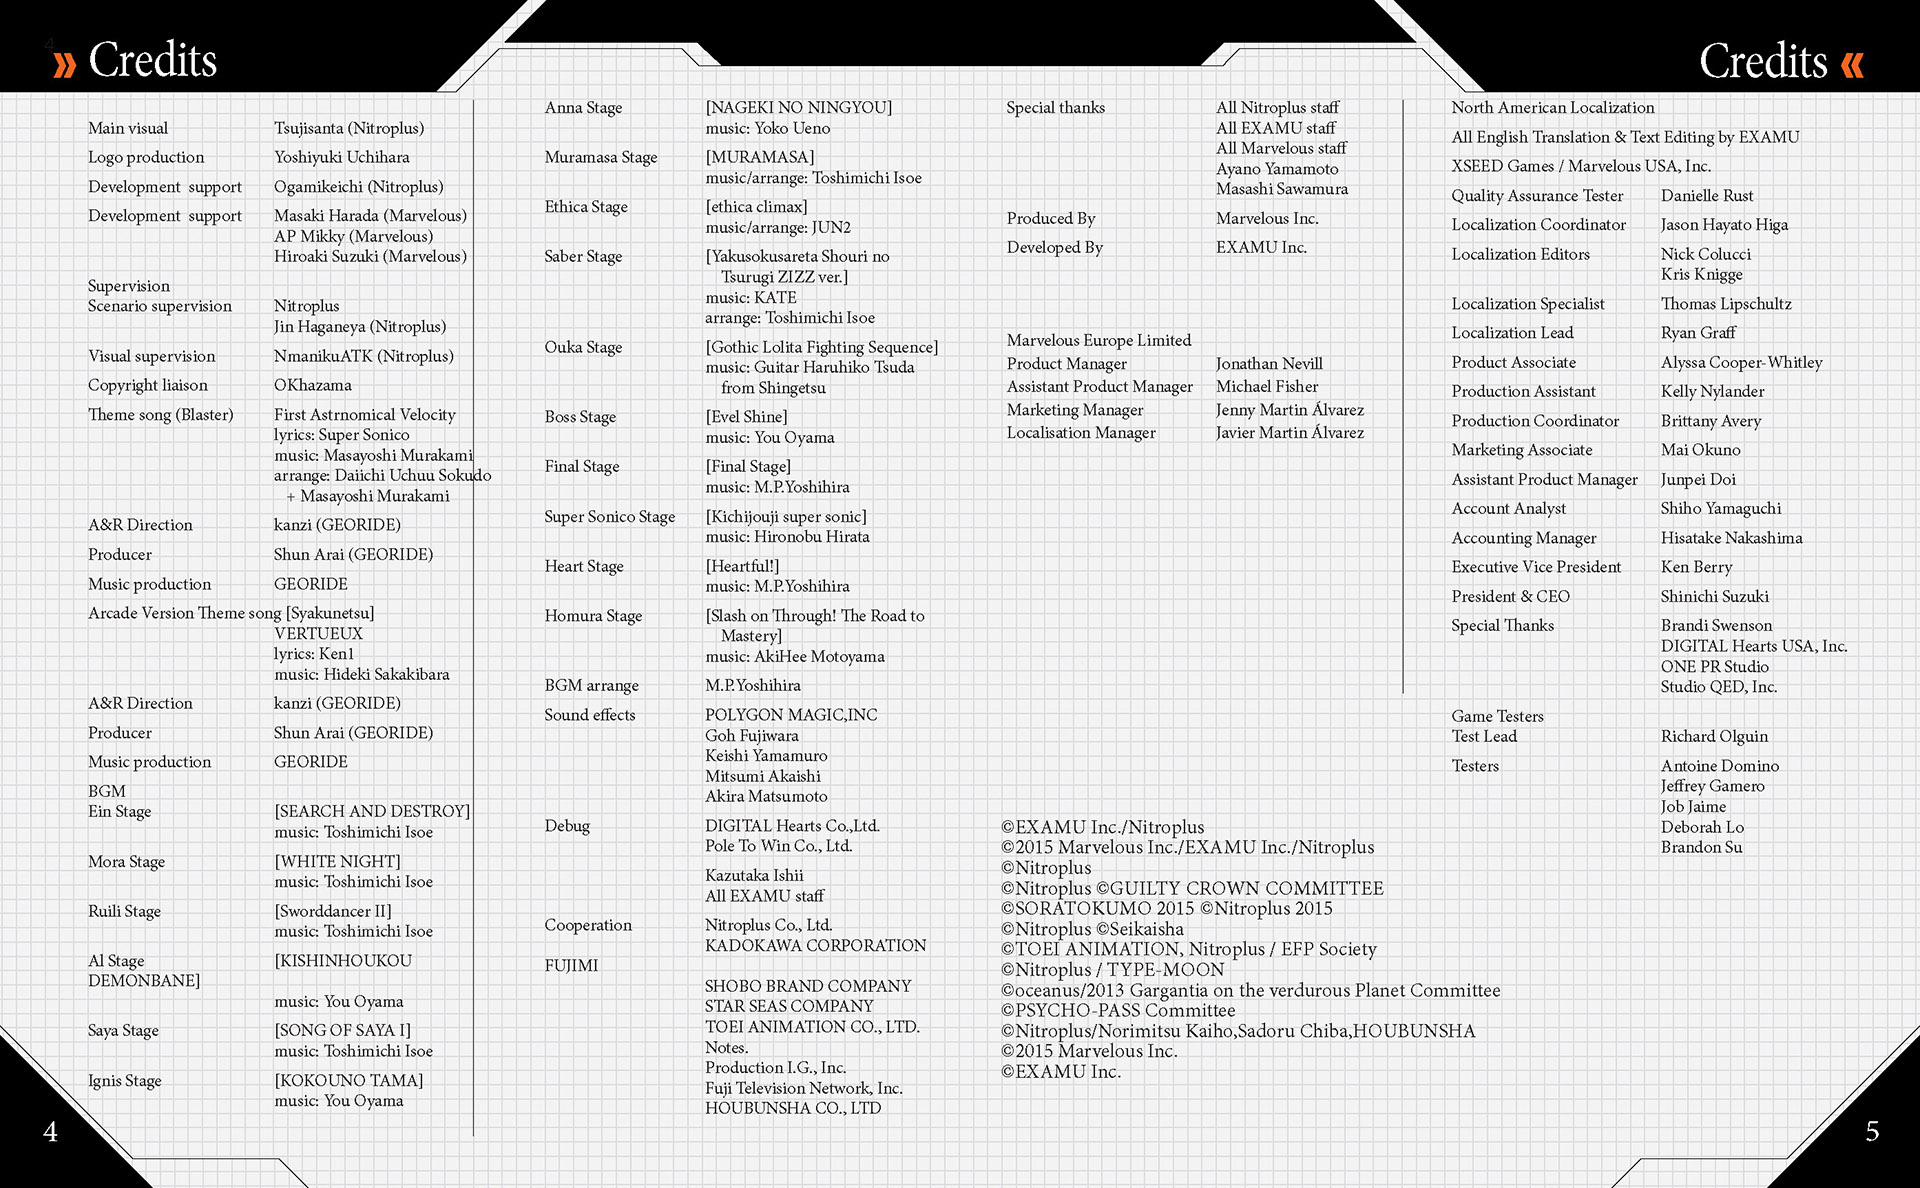 4
» Credits
Credits «
Main visual Tsujisanta (Nitroplus)
Logo production Yoshiyuki Uchihara
Development support Ogamikeichi (Nitroplus)
Development support Masaki Harada (Marvelous)
AP Mikky (Marvelous)
Hiroaki Suzuki (Marvelous)
Supervision
Scenario supervision Nitroplus
Jin Haganeya (Nitroplus)
Visual supervision NmanikuATK (Nitroplus)
Copyright liaison OKhazama
Theme song (Blaster) First Astrnomical Velocity
lyrics: Super Sonico
music: Masayoshi Murakami
arrange: Daiichi Uchuu Sokudo
+ Masayoshi Murakami
A&R Direction kanzi (GEORIDE)
Producer Shun Arai (GEORIDE)
Music production GEORIDE
Arcade Version Theme song [Syakunetsu]
VERTUEUX
lyrics: Ken1
music: Hideki Sakakibara
A&R Direction kanzi (GEORIDE)
Producer Shun Arai (GEORIDE)
Music production GEORIDE
BGM
Ein Stage [SEARCH AND DESTROY]
music: Toshimichi Isoe
Mora Stage [WHITE NIGHT]
music: Toshimichi Isoe
Ruili Stage [Sworddancer II]
music: Toshimichi Isoe
Al Stage [KISHINHOUKOU
DEMONBANE]
music: You Oyama
Saya Stage [SONG OF SAYA I]
music: Toshimichi Isoe
Ignis Stage [KOKOUNO TAMA]
music: You Oyama
4
Anna Stage [NAGEKI NO NINGYOU]
music: Yoko Ueno
Muramasa Stage [MURAMASA]
music/arrange: Toshimichi Isoe
Ethica Stage [ethica climax]
music/arrange: JUN2
Saber Stage [Yakusokusareta Shouri no
Tsurugi ZIZZ ver.]
music: KATE
arrange: Toshimichi Isoe
Ouka Stage [Gothic Lolita Fighting Sequence]
music: Guitar Haruhiko Tsuda
from Shingetsu
Boss Stage [Evel Shine]
music: You Oyama
Final Stage [Final Stage]
music: M.P.Yoshihira
Super Sonico Stage [Kichijouji super sonic]
music: Hironobu Hirata
Heart Stage [Heartful!]
music: M.P.Yoshihira
Homura Stage [Slash on Through! The Road to
Mastery]
music: AkiHee Motoyama
BGM arrange M.P.Yoshihira
Sound effects POLYGON MAGIC,INC
Goh Fujiwara
Keishi Yamamuro
Mitsumi Akaishi
Akira Matsumoto
Debug DIGITAL Hearts Co.,Ltd.
Pole To Win Co., Ltd.
Kazutaka Ishii
All EXAMU staff
Cooperation Nitroplus Co., Ltd.
KADOKAWA CORPORATION
FUJIMI
SHOBO BRAND COMPANY
STAR SEAS COMPANY
TOEI ANIMATION CO., LTD.
Notes.
Production I.G., Inc.
Fuji Television Network, Inc.
HOUBUNSHA CO., LTD
Special thanks All Nitroplus staff
All EXAMU staff
All Marvelous staff
Ayano Yamamoto
Masashi Sawamura
Produced By Marvelous Inc.
Developed By EXAMU Inc.
Marvelous Europe Limited
Product Manager Jonathan Nevill
Assistant Product Manager Michael Fisher
Marketing Manager Jenny Martin Álvarez
Localisation Manager Javier Martin Álvarez
©EXAMU Inc./Nitroplus
©2015 Marvelous Inc./EXAMU Inc./Nitroplus
©Nitroplus
©Nitroplus ©GUILTY CROWN COMMITTEE
©SORATOKUMO 2015 ©Nitroplus 2015
©Nitroplus ©Seikaisha
©TOEI ANIMATION, Nitroplus / EFP Society
©Nitroplus / TYPE-MOON
©oceanus/2013 Gargantia on the verdurous Planet Committee
©PSYCHO-PASS Committee
©Nitroplus/Norimitsu Kaiho,Sadoru Chiba,HOUBUNSHA
©2015 Marvelous Inc.
©EXAMU Inc.
North American Localization
All English Translation & Text Editing by EXAMU
XSEED Games / Marvelous USA, Inc.
Quality Assurance Tester Danielle Rust
Localization Coordinator Jason Hayato Higa
Localization Editors Nick Colucci
Kris Knigge
Localization Specialist Thomas Lipschultz
Localization Lead Ryan Graff
Product Associate Alyssa Cooper-Whitley
Production Assistant Kelly Nylander
Production Coordinator Brittany Avery
Marketing Associate Mai Okuno
Assistant Product Manager Junpei Doi
Account Analyst Shiho Yamaguchi
Accounting Manager Hisatake Nakashima
Executive Vice President Ken Berry
President & CEO Shinichi Suzuki
Special Thanks Brandi Swenson
DIGITAL Hearts USA, Inc.
ONE PR Studio
Studio QED, Inc.
Game Testers
Test Lead Richard Olguin
Testers Antoine Domino
Jeffrey Gamero
Job Jaime
Deborah Lo
Brandon Su
5